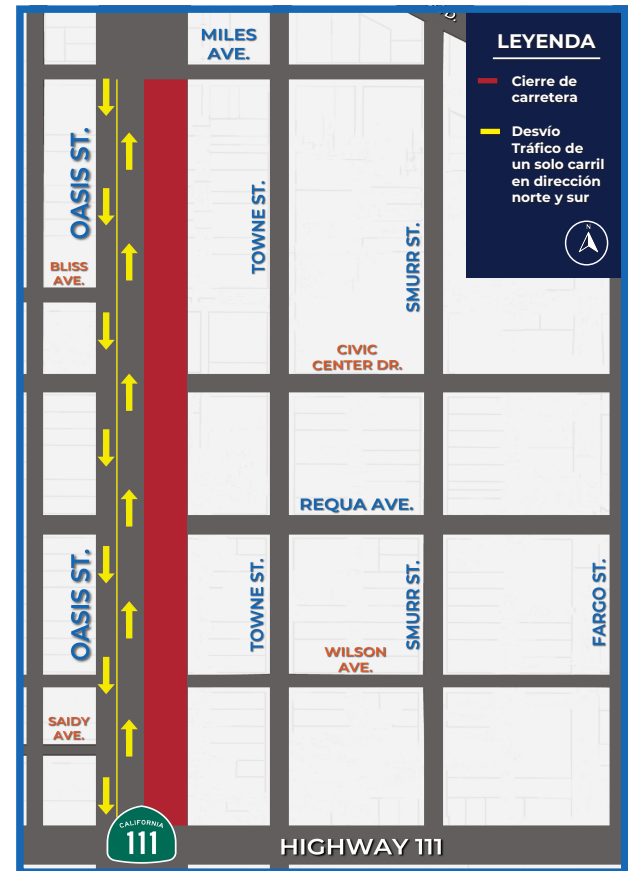 MILES
AVE.
D.
LEYENDA
Cierre de
carretera
Desvío
Tráfico de
un solo carril
en dirección
norte y sur
N
OASIS ST.
TOWNE ST.
SMURR ST.
BLISS
AVE.
CIVIC
CENTER DR.
REQUA AVE.
OASIS ST.
TOWNE ST.
SMURR ST.
FARGO ST.
WILSON
AVE.
SAIDY
AVE.
CALIFORNIA
111
HIGHWAY 111